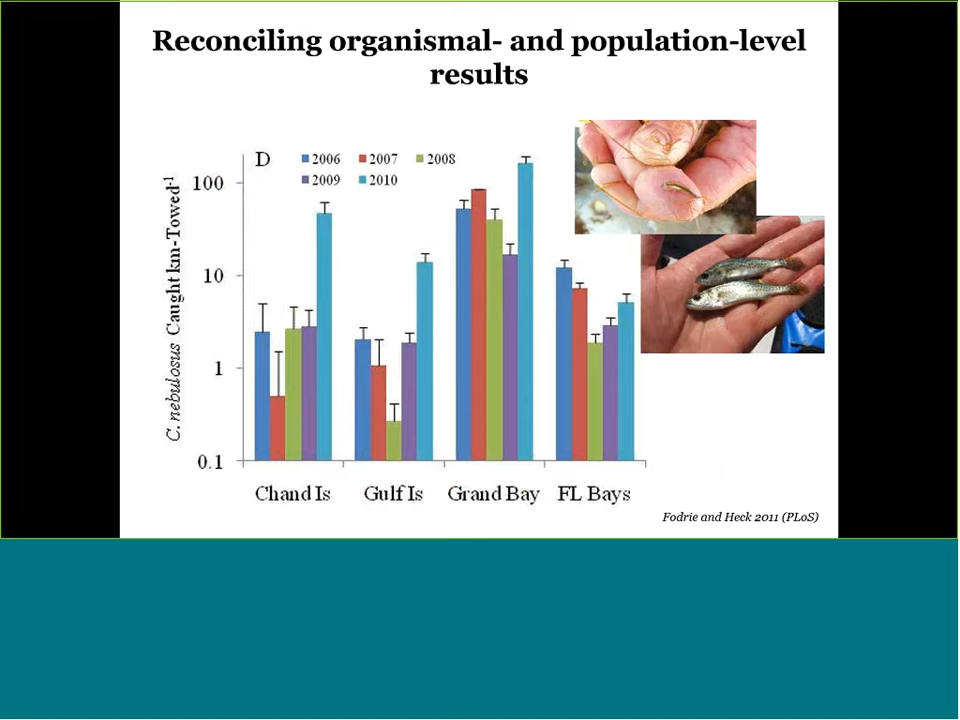 Reconciling organismal- and population-level
results
D
2006 2007 2008
2009 2010
C. nebulosus Caught km-Towed-1
100
10
1
0.1
Chand Is Gulf Is Grand Bay FL Bays
Fodrie and Heck 2011 (PLoS)